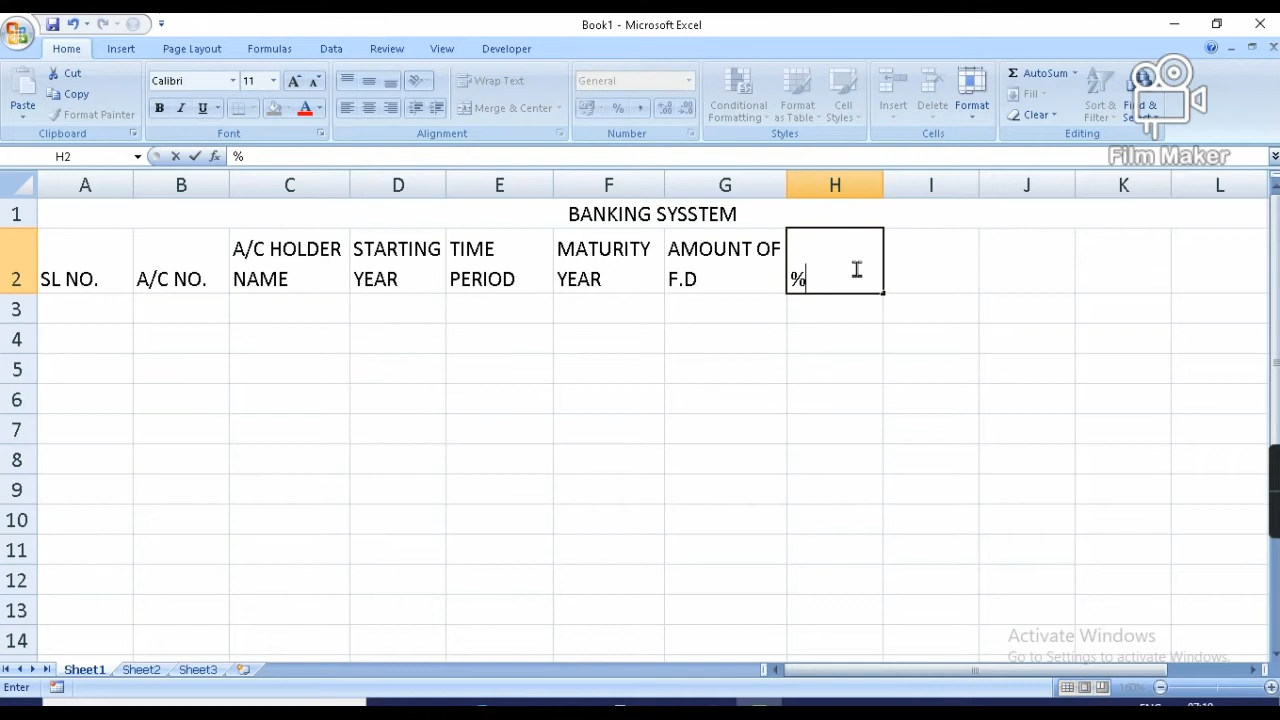 Book1 - Microsoft Excel
Home Insert Page Layout Formulas Data Review View Developer
Paste
Cut
Copy
Format Painter
Clipboard
Calibri 11
B I U
Font
Wrap Text
Merge & Center
Alignment
General
%
Number
Conditional Formatting
Format as Table
Cell Styles
Styles
Insert Delete Format
Cells
AutoSum
Fill
Clear
Sort & Filter
Find &
Editing
Film Maker
H2 fx %
A B C D E F G H I J K L
1 BANKING SYSSTEM
2 SL NO. A/C NO. A/C HOLDER NAME STARTING YEAR TIME PERIOD MATURITY YEAR AMOUNT OF F.D %
3
4
5
6
7
8
9
10
11
12
13
14
Activate Windows
Go to Settings to activate Windows.
Sheet1 Sheet2 Sheet3
Enter 160%